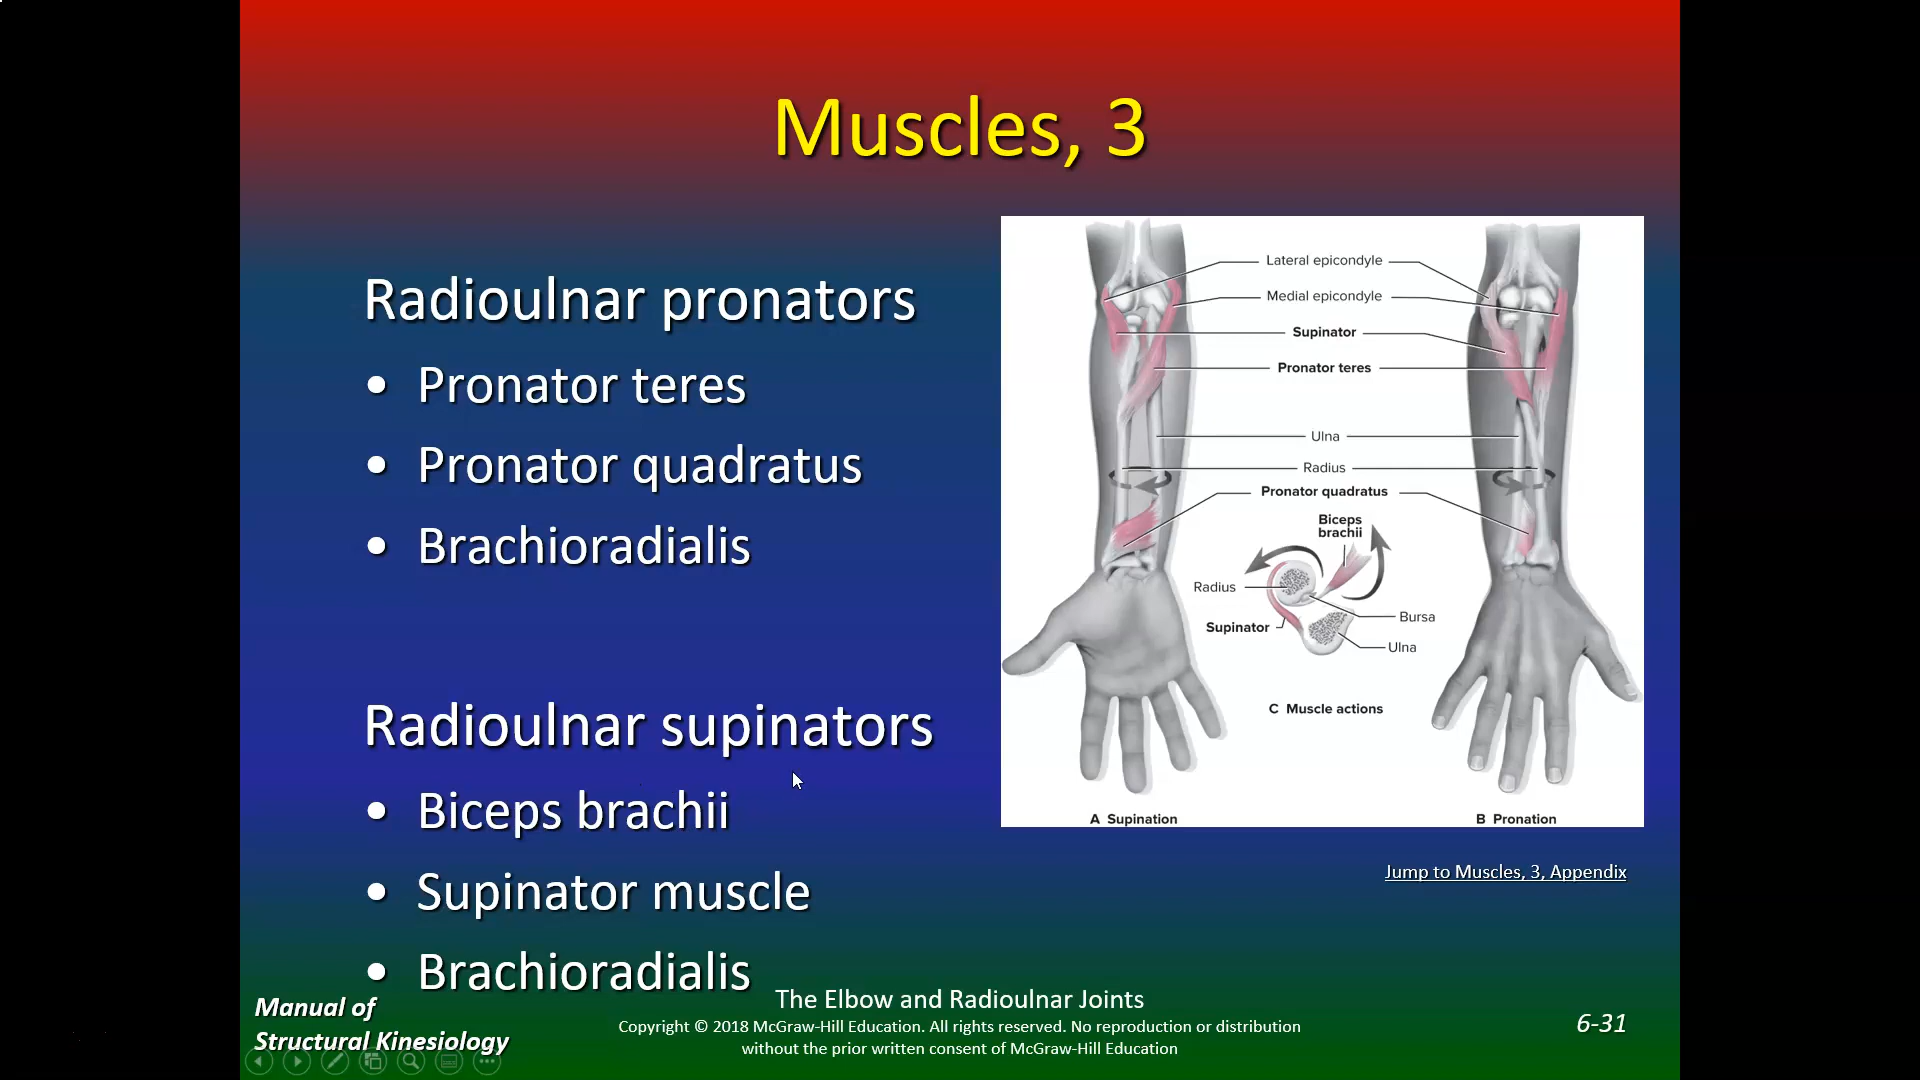 Muscles, 3
Radioulnar pronators
• Pronator teres
• Pronator quadratus
• Brachioradialis
Radioulnar supinators
• Biceps brachii
• Supinator muscle
• Brachioradialis
Lateral epicondyle
Medial epicondyle
Supinator
Pronator teres
Ulna
Radius
Pronator quadratus
Biceps
brachii
Radius
Bursa
Supinator
Ulna
C Muscle actions
A Supination
B Pronation
Jump to Muscles, 3, Appendix
Manual of
Structural Kinesiology
The Elbow and Radioulnar Joints
Copyright © 2018 McGraw-Hill Education. All rights reserved. No reproduction or distribution
without the prior written consent of McGraw-Hill Education
6-31